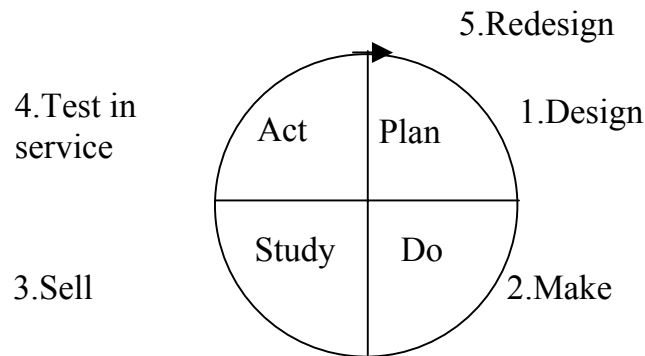 5.Redesign
4.Test in
service
Act
Plan
1.Design
Study
Do
3.Sell
2.Make